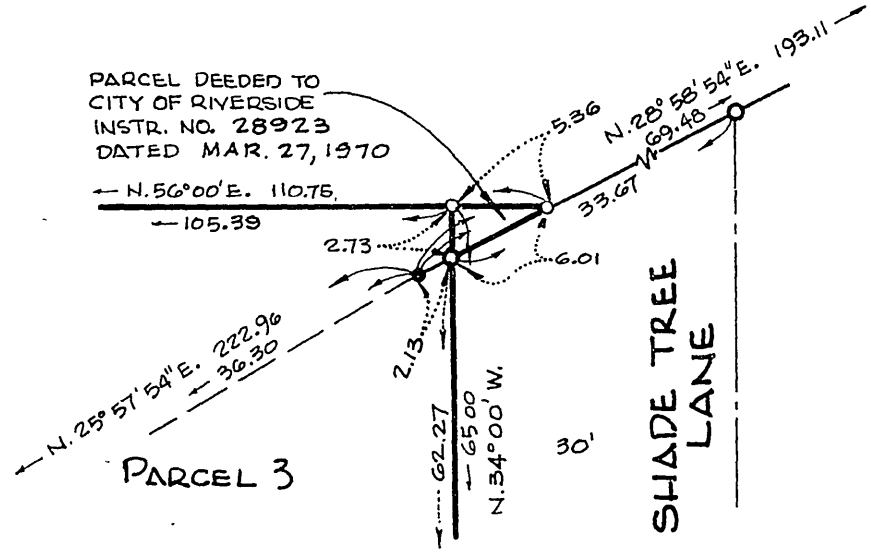 PARCEL DEEDED TO
CITY OF RIVERSIDE
INSTR. NO. 28923
DATED MAR. 27, 1970
5.36
N. 28° 58' 54" E. 193.11
69.48
33.67
N. 56° 00' E. 110.75
105.39
2.73
6.01
2.13
N. 25° 57' 54" E. 222.96
36.30
62.27
65.00
N. 34° 00' W.
30'
SHADE TREE
LANE
PARCEL 3